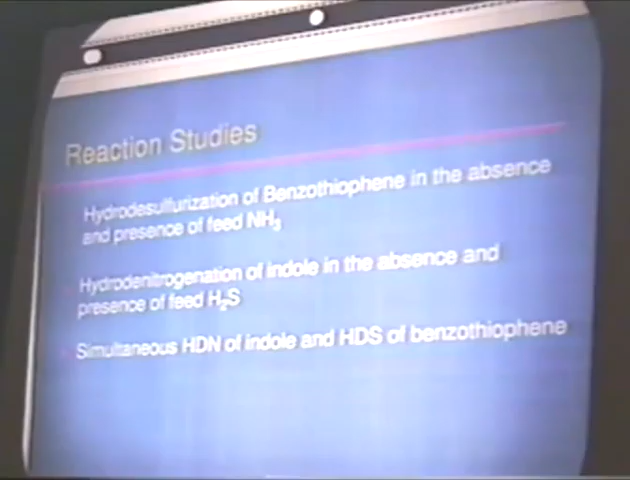 Reaction Studies
Hydrodesulfurization of Benzothiophene in the absence
and presence of feed NH₃
Hydrodenitrogenation of indole in the absence and
presence of feed H₂S
Simultaneous HDN of indole and HDS of benzothiophene